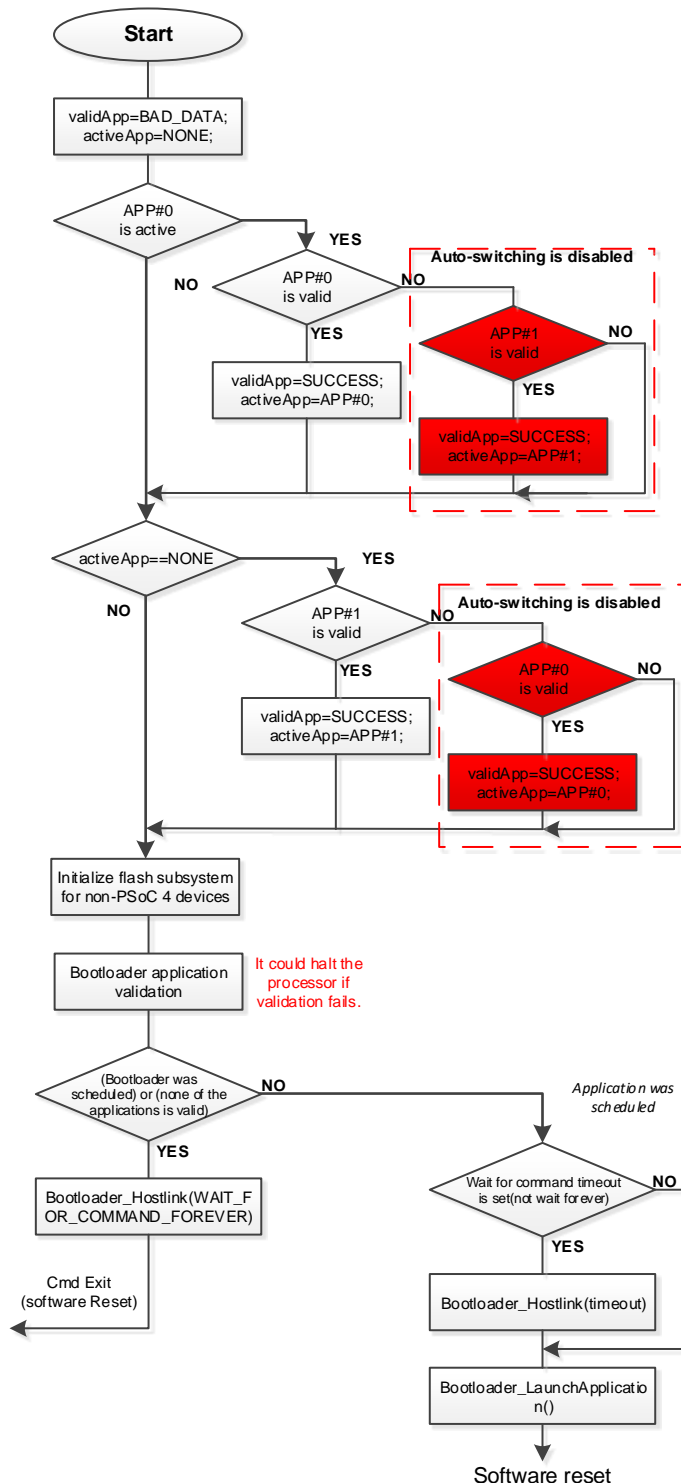 Start
validApp=BAD_DATA;
activeApp=NONE;
APP#0
is active
YES
NO
APP#0
is valid
NO
YES
Auto-switching is disabled
APP#1
is valid
NO
YES
validApp=SUCCESS;
activeApp=APP#0;
validApp=SUCCESS;
activeApp=APP#1;
activeApp==NONE
YES
NO
APP#1
is valid
NO
YES
Auto-switching is disabled
APP#0
is valid
NO
YES
validApp=SUCCESS;
activeApp=APP#1;
validApp=SUCCESS;
activeApp=APP#0;
Initialize flash subsystem
for non-PSoC 4 devices
Bootloader application
validation
It could halt the
processor if
validation fails.
(Bootloader was
scheduled) or (none of the
applications is valid)
NO
YES
Application was
scheduled
Bootloader_Hostlink(WAIT_F
OR_COMMAND_FOREVER)
Wait for command timeout
is set(not wait forever)
NO
YES
Cmd Exit
(software Reset)
Bootloader_Hostlink(timeout)
Bootloader_LaunchApplicatio
n()
Software reset